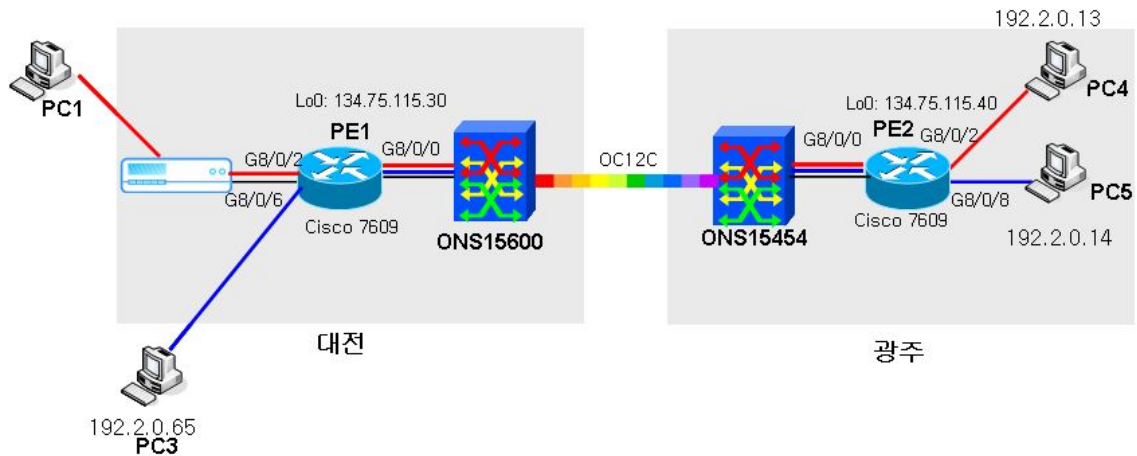 192.2.0.13
PC1
Lo0: 134.75.115.30
Lo0: 134.75.115.40
PC4
PE1
PE2
G8/0/2
G8/0/0
OC12C
G8/0/0
G8/0/2
G8/0/6
G8/0/8
PC5
Cisco 7609
Cisco 7609
ONS15600
ONS15454
192.2.0.14
대전
광주
192.2.0.65
PC3